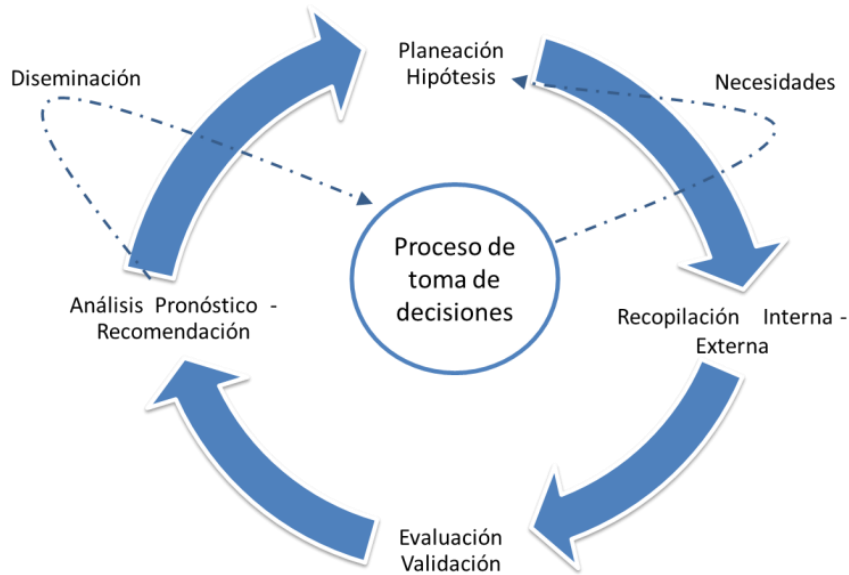 Planeación
Hipótesis
Diseminación
Necesidades
Proceso de
toma de
decisiones
Análisis Pronóstico -
Recomendación
Recopilación Interna -
Externa
Evaluación
Validación